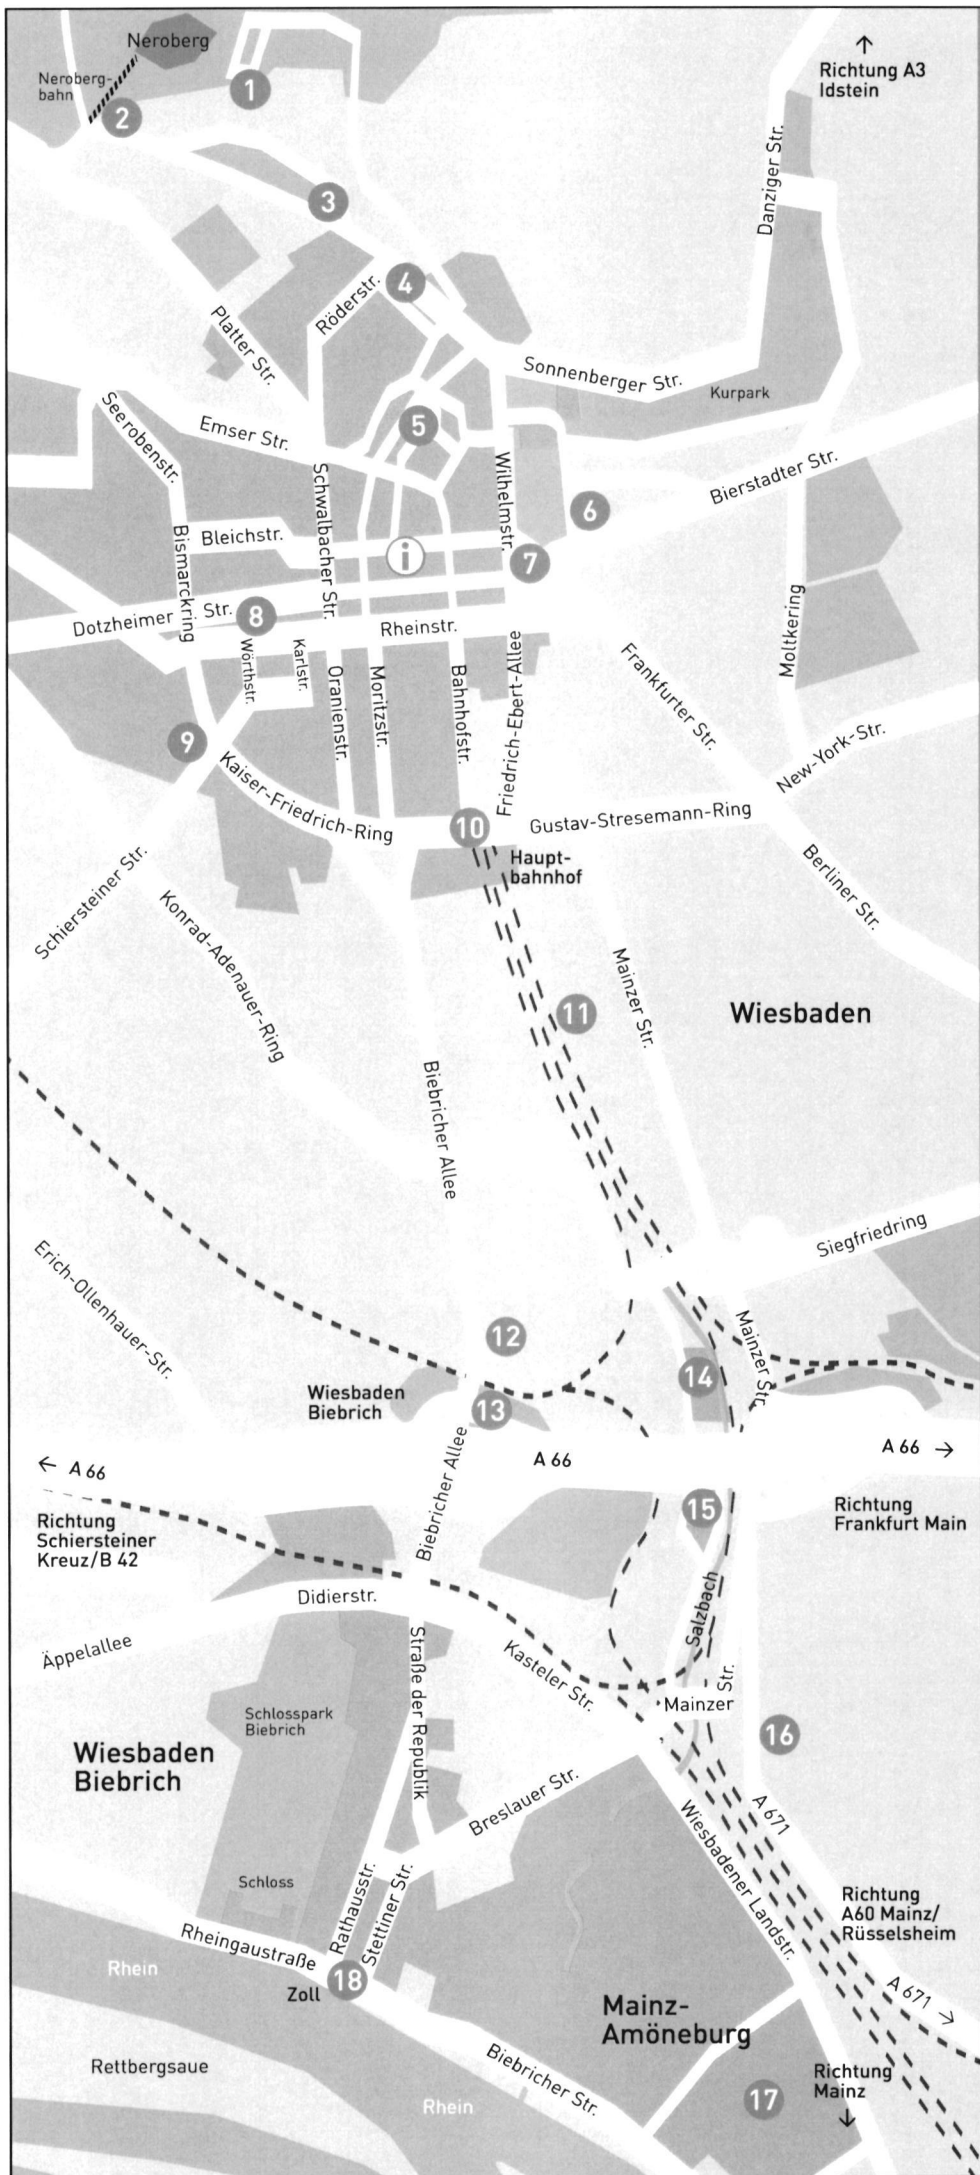 Neroberg
Nerobergbahn
Nerober­g-
bahn
1
2
Richtung A3
Idstein
Danziger Str.
3
4
Röderstr.
Platter Str.
Sonnenberger Str.
Kurpark
Seerobenstr.
Emser Str.
5
Wilhelmstr.
Bierstadter Str.
6
Schwalbacher Str.
Bleichstr.
Bismarckring
i
7
Dotzheimer Str.
8
Rheinstr.
Moltkering
Wörthstr.
Karlstr.
Oranienstr.
Moritzstr.
Bahnhofstr.
Friedrich-Ebert-Allee
Frankfurter Str.
9
Kaiser-Friedrich-Ring
New-York-Str.
10
Gustav-Stresemann-Ring
Haupt-
bahnhof
Berliner Str.
Schiersteiner Str.
Konrad-Adenauer-Ring
Mainzer Str.
11
Wiesbaden
Biebricher Allee
Siegfriedring
Erich-Ollenhauer-Str.
12
Mainzer Str.
14
Wiesbaden
Biebrich
13
Biebricher Allee
← A 66
A 66
A 66 →
Richtung
Schiersteiner
Kreuz/B 42
15
Richtung
Frankfurt Main
Didierstr.
Salzbach
Äppelallee
Straße der Republik
Kasteler Str.
Mainzer Str.
Schlosspark
Biebrich
16
Wiesbaden
Biebrich
Breslauer Str.
A 671
Wiesbadener Landstr.
Schloss
Rathausstr.
Stettiner Str.
Richtung
A60 Mainz/
Rüsselsheim
Rheingaustraße
Rhein
18
Zoll
A 671 →
Mainz-
Amöneburg
Rettbergsaue
Biebricher Str.
Richtung
Mainz
17
Rhein